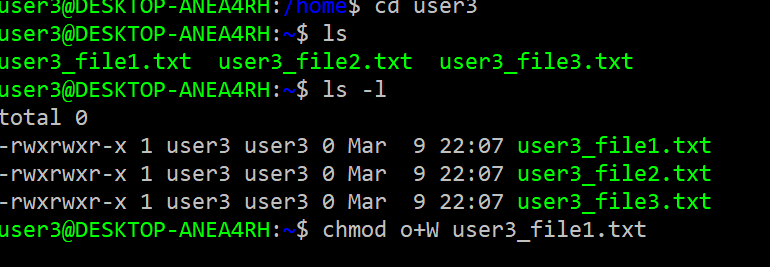 user3@DESKTOP-ANEA4RH:/home$ cd user3
user3@DESKTOP-ANEA4RH:~$ ls
user3_file1.txt  user3_file2.txt  user3_file3.txt
user3@DESKTOP-ANEA4RH:~$ ls -l
total 0
-rwxrwxr-x 1 user3 user3 0 Mar  9 22:07 user3_file1.txt
-rwxrwxr-x 1 user3 user3 0 Mar  9 22:07 user3_file2.txt
-rwxrwxr-x 1 user3 user3 0 Mar  9 22:07 user3_file3.txt
user3@DESKTOP-ANEA4RH:~$ chmod o+W user3_file1.txt